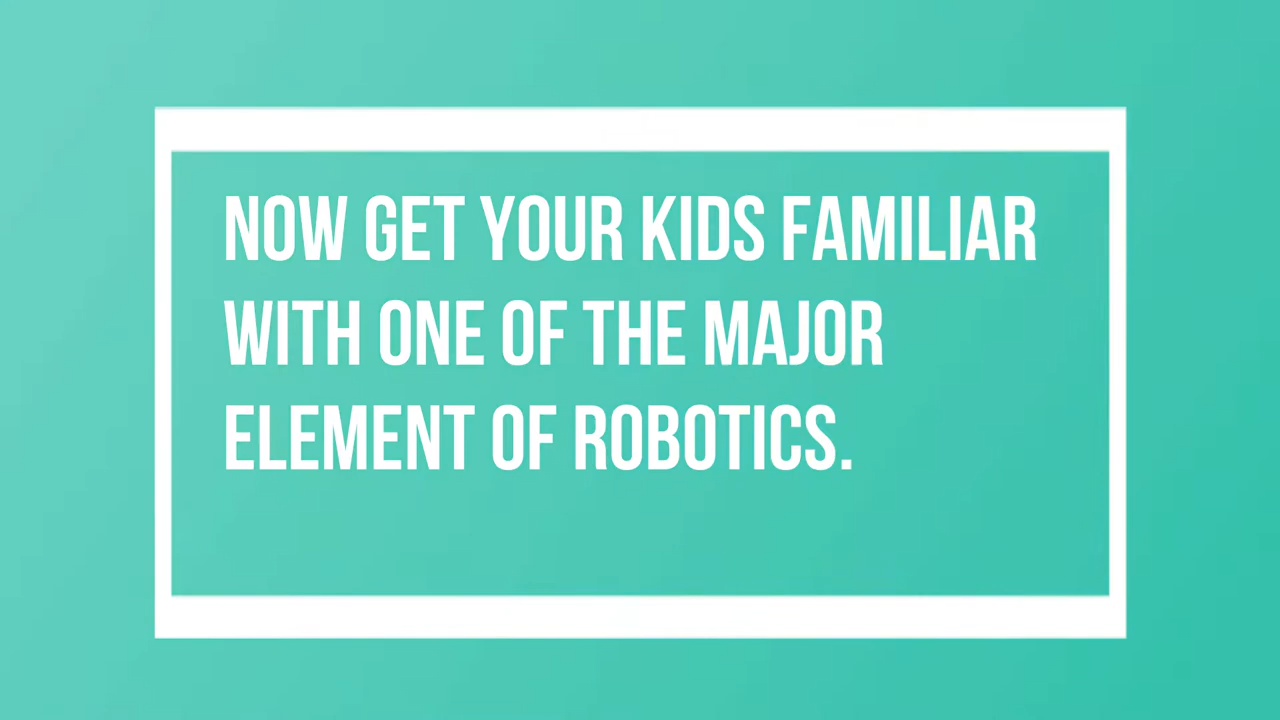 NOW GET YOUR KIDS FAMILIAR
WITH ONE OF THE MAJOR
ELEMENT OF ROBOTICS.